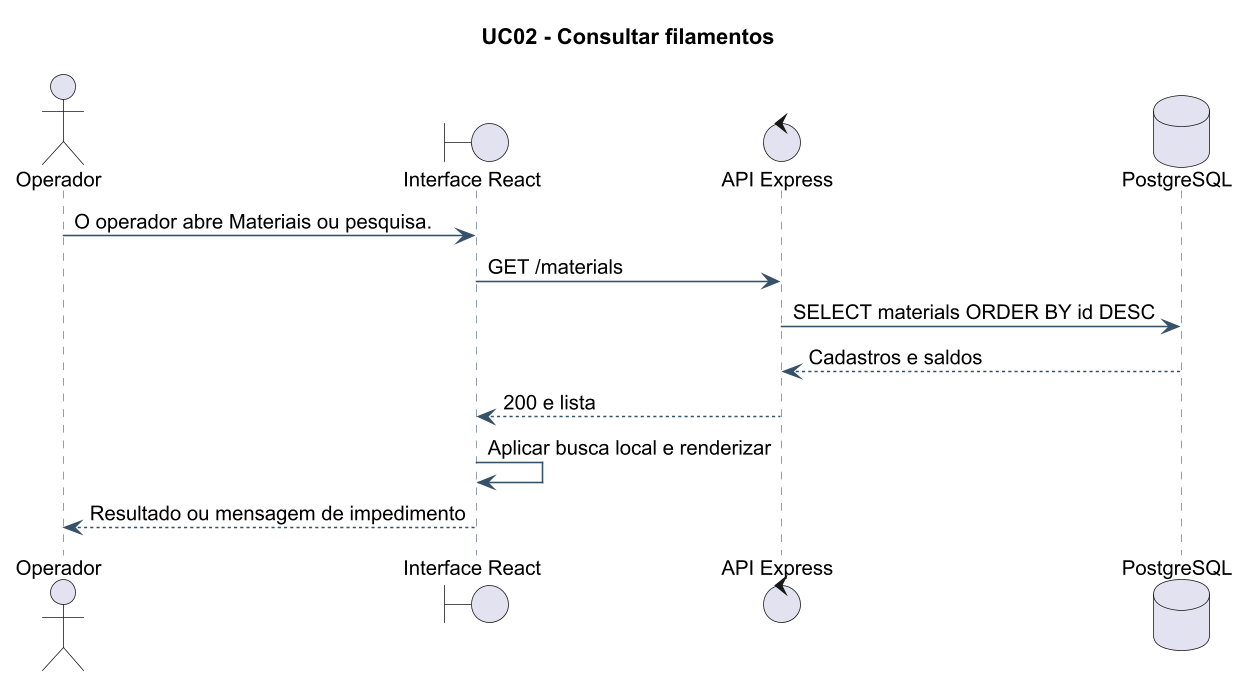 UC02 - Consultar filamentos
Operador
Interface React
API Express
PostgreSQL
O operador abre Materiais ou pesquisa.
GET /materials
SELECT materials ORDER BY id DESC
Cadastros e saldos
200 e lista
Aplicar busca local e renderizar
Resultado ou mensagem de impedimento
Operador
Interface React
API Express
PostgreSQL